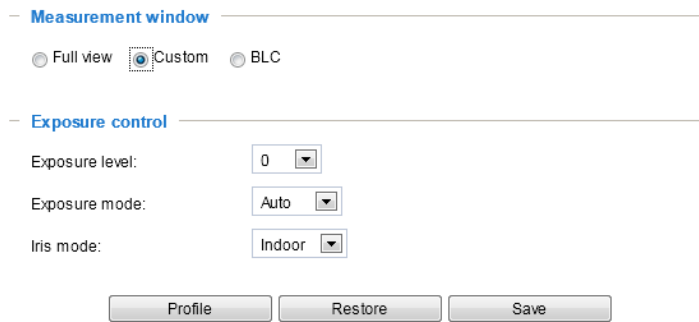 Measurement window
Full view Custom BLC
Exposure control
Exposure level: 0
Exposure mode: Auto
Iris mode: Indoor
Profile Restore Save